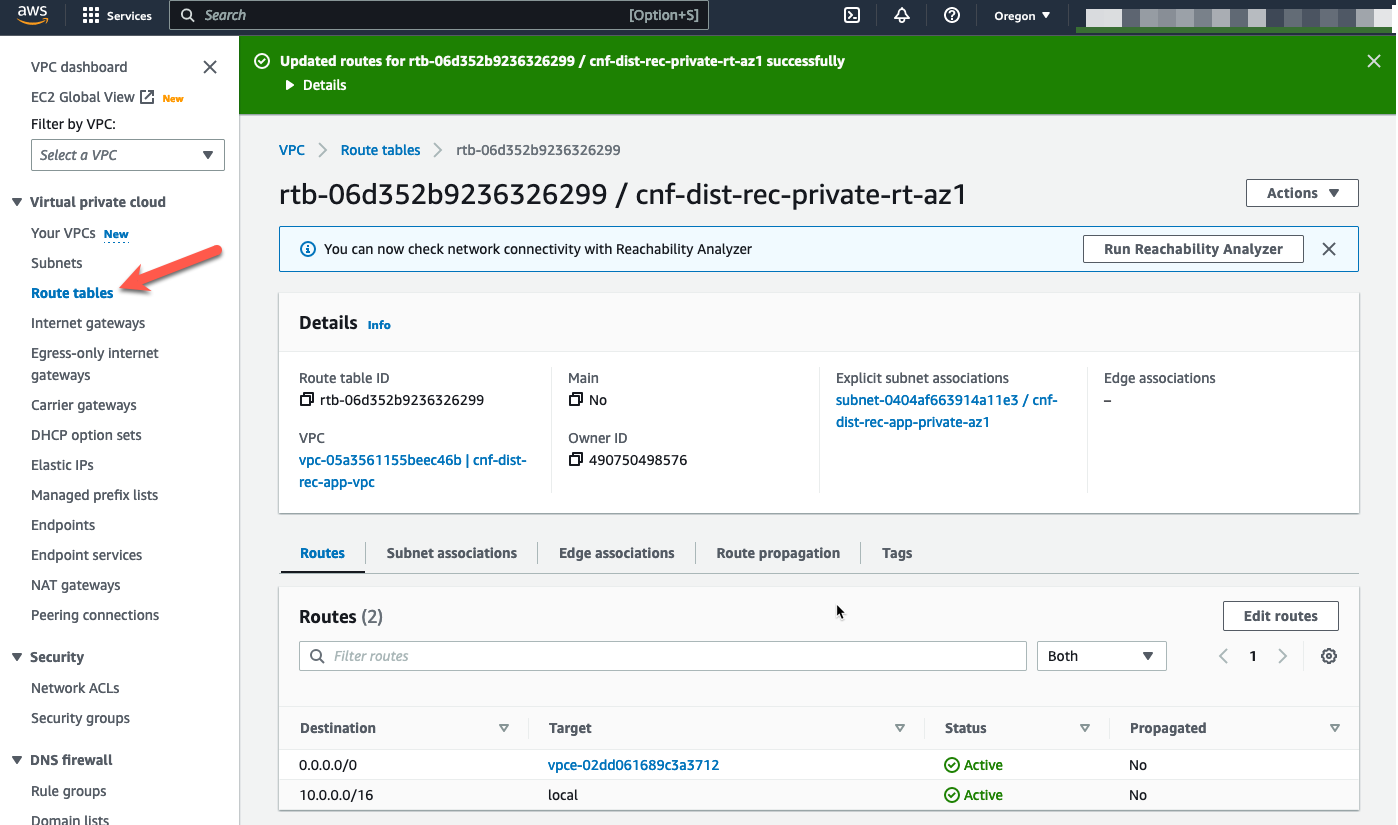 aws
Services
Search
[Option+S]
Oregon
VPC dashboard
EC2 Global View New
Filter by VPC:
Select a VPC
Virtual private cloud
Your VPCs New
Subnets
Route tables
Internet gateways
Egress-only internet
gateways
Carrier gateways
DHCP option sets
Elastic IPs
Managed prefix lists
Endpoints
Endpoint services
NAT gateways
Peering connections
Security
Network ACLs
Security groups
DNS firewall
Rule groups
Domain lists
Updated routes for rtb-06d352b9236326299 / cnf-dist-rec-private-rt-az1 successfully
Details
VPC
Route tables
rtb-06d352b9236326299
rtb-06d352b9236326299 / cnf-dist-rec-private-rt-az1
Actions
You can now check network connectivity with Reachability Analyzer
Run Reachability Analyzer
Details Info
Route table ID
rtb-06d352b9236326299
VPC
vpc-05a3561155beec46b | cnf-dist-
rec-app-vpc
Main
No
Owner ID
490750498576
Explicit subnet associations
subnet-0404af663914a11e3 / cnf-
dist-rec-app-private-az1
Edge associations
–
Routes
Subnet associations
Edge associations
Route propagation
Tags
Routes (2)
Edit routes
Filter routes
Both
1
Destination Target Status Propagated
0.0.0.0/0 vpce-02dd061689c3a3712 Active No
10.0.0.0/16 local Active No